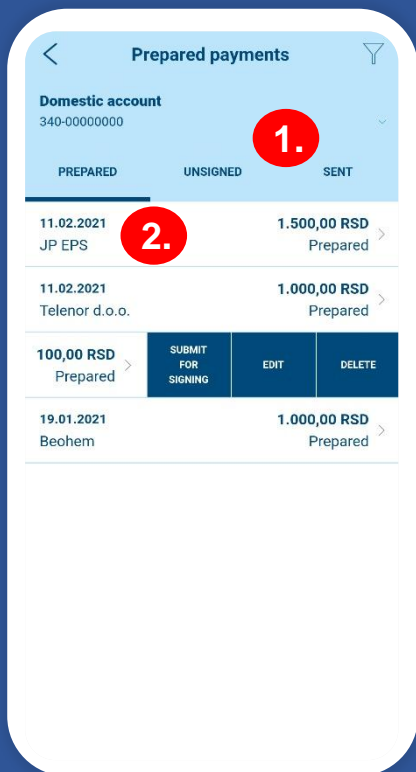 Prepared payments
Domestic account
340-00000000
1.
PREPARED UNSIGNED SENT
11.02.2021 1.500,00 RSD
JP EPS Prepared
2.
11.02.2021 1.000,00 RSD
Telenor d.o.o. Prepared
100,00 RSD
Prepared
SUBMIT
FOR
SIGNING
EDIT
DELETE
19.01.2021 1.000,00 RSD
Beohem Prepared